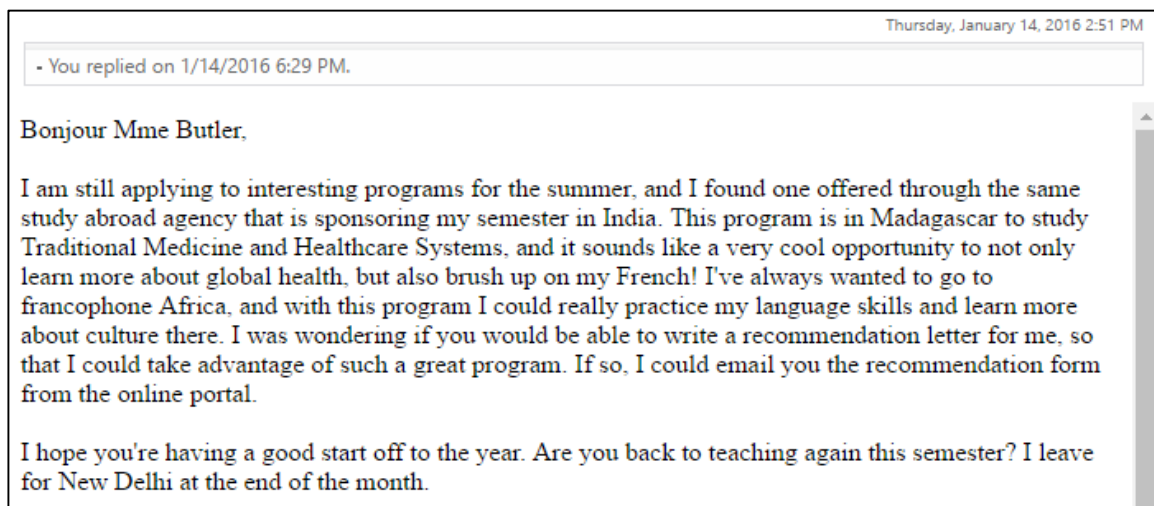 Thursday, January 14, 2016 2:51 PM
- You replied on 1/14/2016 6:29 PM.
Bonjour Mme Butler,
I am still applying to interesting programs for the summer, and I found one offered through the same
study abroad agency that is sponsoring my semester in India. This program is in Madagascar to study
Traditional Medicine and Healthcare Systems, and it sounds like a very cool opportunity to not only
learn more about global health, but also brush up on my French! I've always wanted to go to
francophone Africa, and with this program I could really practice my language skills and learn more
about culture there. I was wondering if you would be able to write a recommendation letter for me, so
that I could take advantage of such a great program. If so, I could email you the recommendation form
from the online portal.
I hope you're having a good start off to the year. Are you back to teaching again this semester? I leave
for New Delhi at the end of the month.